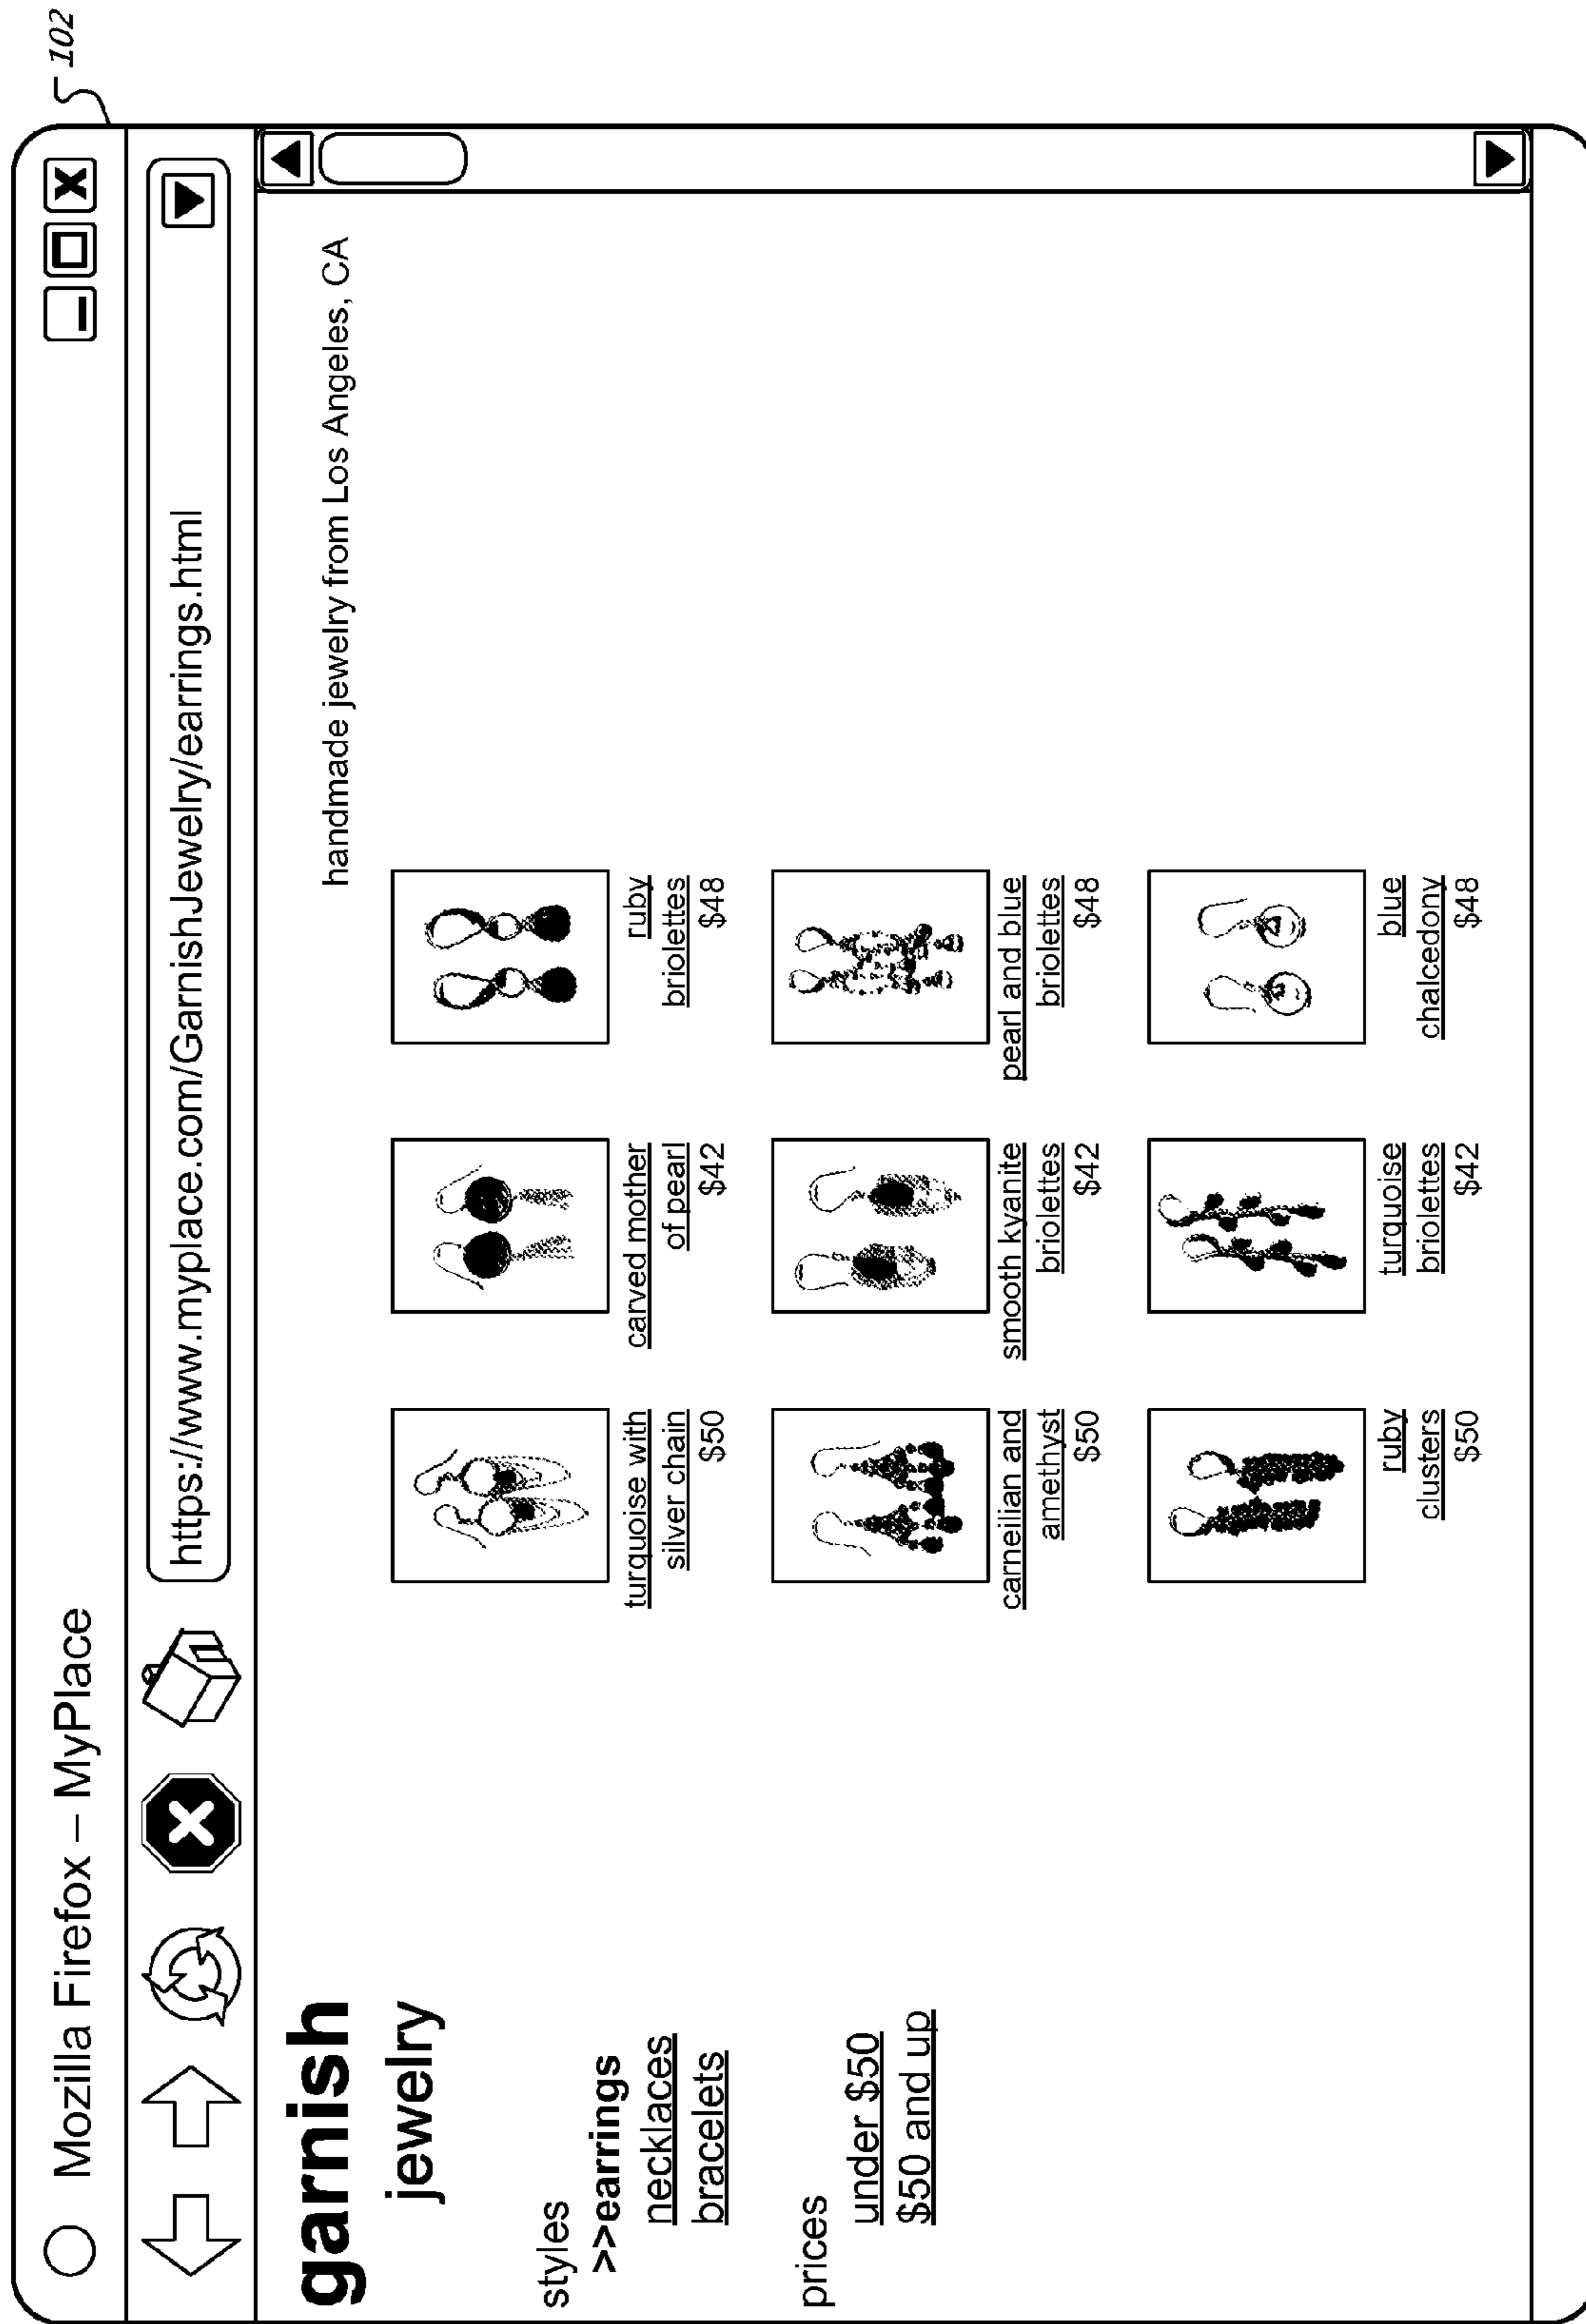 102
Mozilla Firefox – MyPlace
https://www.myplace.com/GarnishJewelry/earrings.html
garnish
jewelry
handmade jewelry from Los Angeles, CA
styles
>>earrings
necklaces
bracelets
prices
under $50
$50 and up
turquoise with
silver chain
$50
carved mother
of pearl
$42
ruby
briolettes
$48
carneilian and
amethyst
$50
smooth kyanite
briolettes
$42
pearl and blue
briolettes
$48
ruby
clusters
$50
turquoise
briolettes
$42
blue
chalcedony
$48